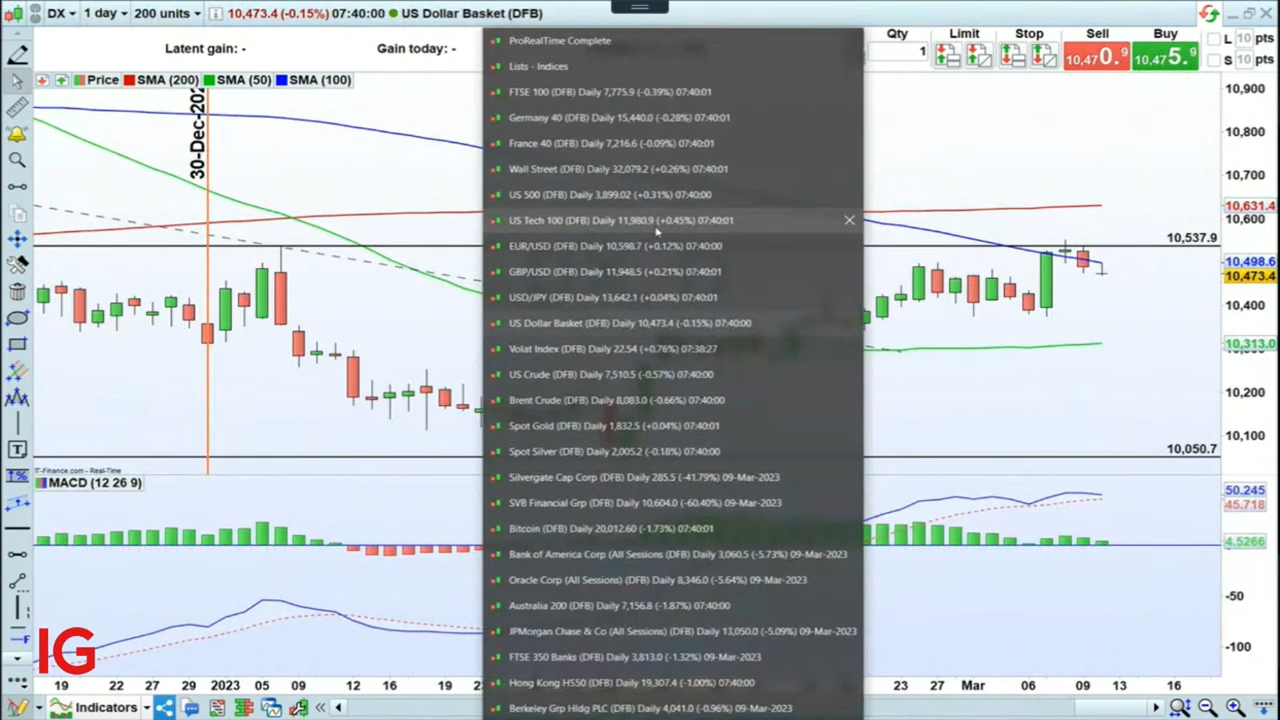 DX 1 day 200 units 10,473.4 (-0.15%) 07:40:00 US Dollar Basket (DFB)
Latent gain: -
Gain today: -
Qty
1
Limit
Stop
Sell
10,470.9
Buy
10,475.9
L 10 pts
S 10 pts
Price SMA (200) SMA (50) SMA (100)
30-Dec-202
ProRealTime Complete
Lists - Indices
FTSE 100 (DFB) Daily 7,775.9 (-0.39%) 07:40:01
Germany 40 (DFB) Daily 15,440.0 (-0.28%) 07:40:01
France 40 (DFB) Daily 7,216.6 (-0.09%) 07:40:01
Wall Street (DFB) Daily 32,079.2 (+0.26%) 07:40:01
US 500 (DFB) Daily 3,899.02 (+0.31%) 07:40:00
US Tech 100 (DFB) Daily 11,980.9 (+0.45%) 07:40:01
EUR/USD (DFB) Daily 10,598.7 (+0.12%) 07:40:00
GBP/USD (DFB) Daily 11,948.5 (+0.21%) 07:40:01
USD/JPY (DFB) Daily 13,642.1 (+0.04%) 07:40:01
US Dollar Basket (DFB) Daily 10,473.4 (-0.15%) 07:40:00
Volat Index (DFB) Daily 22.54 (+0.76%) 07:38:27
US Crude (DFB) Daily 7,510.5 (-0.57%) 07:40:00
Brent Crude (DFB) Daily 8,083.0 (-0.66%) 07:40:00
Spot Gold (DFB) Daily 1,832.5 (+0.04%) 07:40:01
Spot Silver (DFB) Daily 2,005.2 (-0.18%) 07:40:00
Silvergate Cap Corp (DFB) Daily 285.5 (-41.79%) 09-Mar-2023
SVB Financial Grp (DFB) Daily 10,604.0 (-60.40%) 09-Mar-2023
Bitcoin (DFB) Daily 20,012.60 (-1.73%) 07:40:01
Bank of America Corp (All Sessions) (DFB) Daily 3,060.5 (-5.73%) 09-Mar-2023
Oracle Corp (All Sessions) (DFB) Daily 8,346.0 (-5.64%) 09-Mar-2023
Australia 200 (DFB) Daily 7,156.8 (-1.87%) 07:40:00
JPMorgan Chase & Co (All Sessions) (DFB) Daily 13,050.0 (-5.09%) 09-Mar-2023
FTSE 350 Banks (DFB) Daily 3,813.0 (-1.32%) 09-Mar-2023
Hong Kong HS50 (DFB) Daily 19,307.4 (-1.00%) 07:40:00
Berkeley Grp Hldg PLC (DFB) Daily 4,041.0 (-0.96%) 09-Mar-2023
10,900
10,800
10,700
10,631.4
10,600
10,537.9
10,498.6
10,473.4
10,400
10,313.0
10,200
10,100
10,050.7
IT-Finance.com - Real-Time
MACD (12 26 9)
50.245
45.718
4.5266
-50
-100
IG
19 22 27 29 2023 05 09 12 16 19 23 27 Mar 06 09 13 16
Indicators